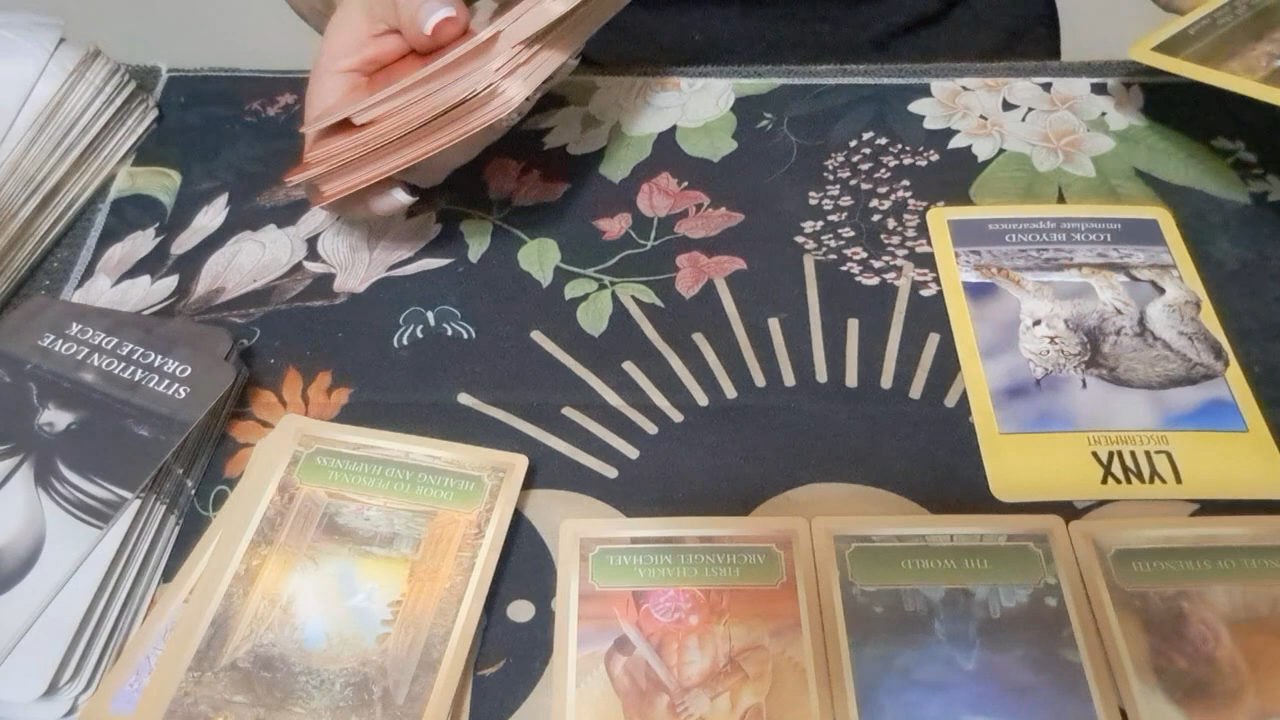 LOOK BEYOND
immediate appearances
DISCERNMENT
LYNX
SITUATION LOVE
ORACLE DECK
DOOR TO PERSONAL
HEALING AND HAPPINESS
FIRST CHAKRA,
ARCHANGEL MICHAEL
THE WORLD
OF STRENGTH